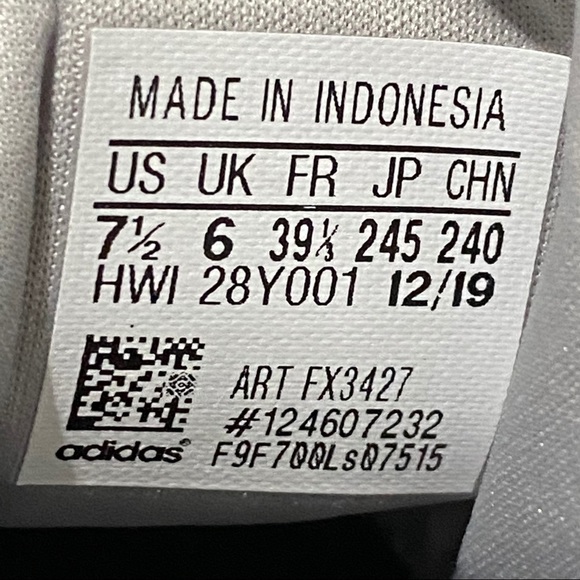 MADE IN INDONESIA
US UK FR JP CHN
7½ 6 39⅓ 245 240
HWI 28Y001 12/19
ART FX3427
#124607232
adidas® F9F700LsQ7515